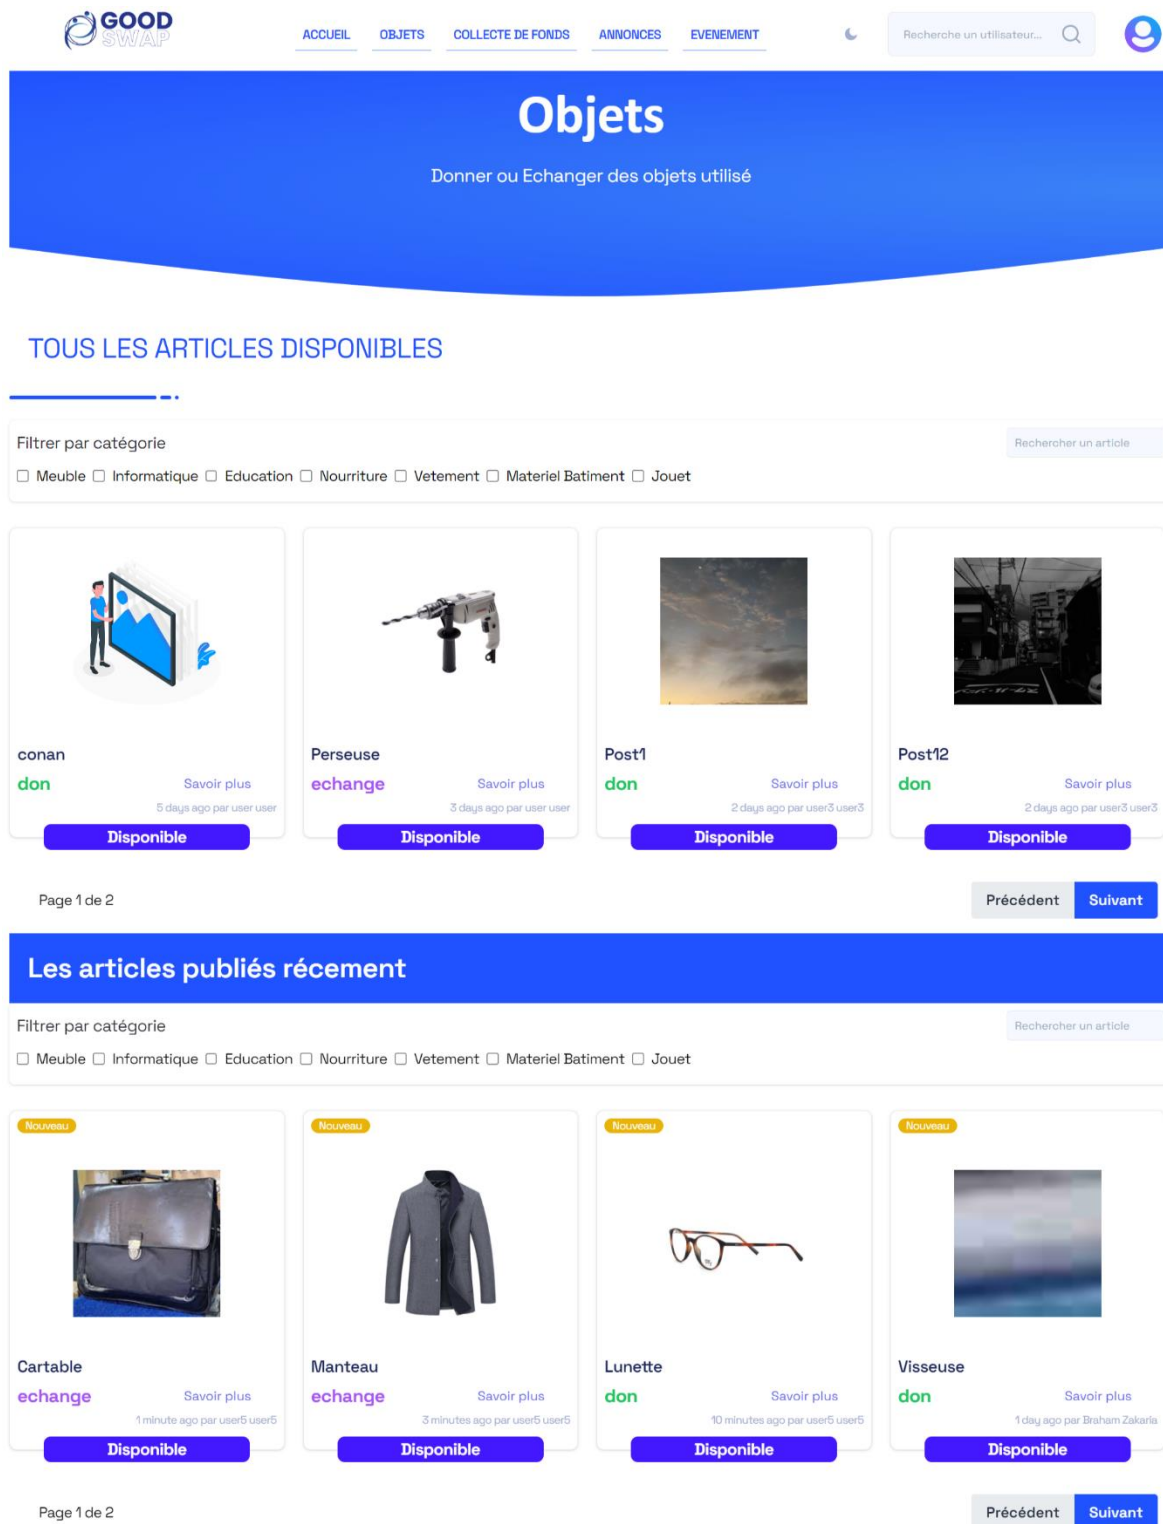 GOOD
SWAP
ACCUEIL OBJETS COLLECTE DE FONDS ANNONCES EVENEMENT Recherche un utilisateur...
Objets
Donner ou Echanger des objets utilisé
TOUS LES ARTICLES DISPONIBLES
Filtrer par catégorie Rechercher un article
Meuble Informatique Education Nourriture Vetement Materiel Batiment Jouet
conan Perseuse Post1 Post12
don Savoir plus echange Savoir plus don Savoir plus don Savoir plus
5 days ago par user user 3 days ago par user user 2 days ago par user3 user3 2 days ago par user3 user3
Disponible Disponible Disponible Disponible
Page 1 de 2 Précédent Suivant
Les articles publiés récement
Filtrer par catégorie Rechercher un article
Meuble Informatique Education Nourriture Vetement Materiel Batiment Jouet
Nouveau Nouveau Nouveau Nouveau
Cartable Manteau Lunette Visseuse
echange Savoir plus echange Savoir plus don Savoir plus don Savoir plus
1 minute ago par user5 user5 3 minutes ago par user5 user5 10 minutes ago par user5 user5 1 day ago par Braham Zakaria
Disponible Disponible Disponible Disponible
Page 1 de 2 Précédent Suivant